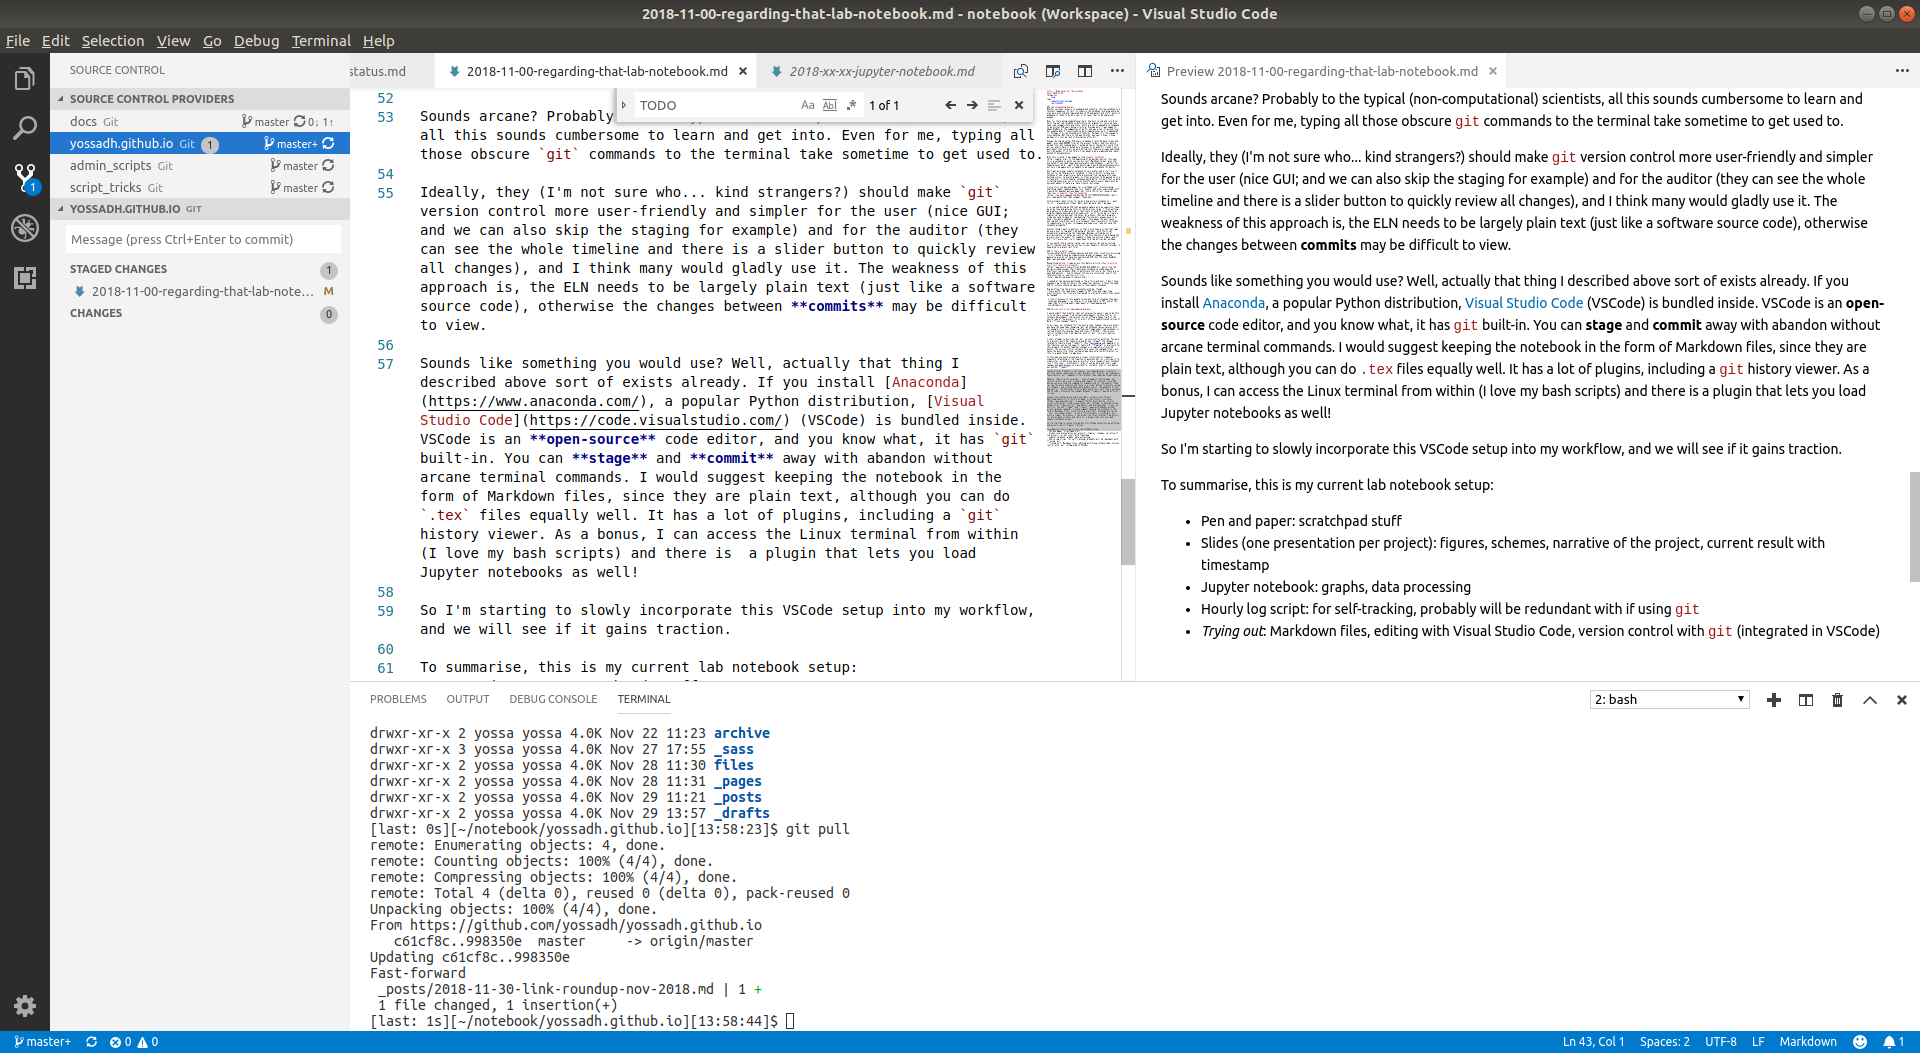 2018-11-00-regarding-that-lab-notebook.md - notebook (Workspace) - Visual Studio Code
File Edit Selection View Go Debug Terminal Help
SOURCE CONTROL
SOURCE CONTROL PROVIDERS
docs Git master 0↓ 1↑
yossadh.github.io Git 1 master+
admin_scripts Git master
script_tricks Git master
YOSSADH.GITHUB.IO GIT
Message (press Ctrl+Enter to commit)
STAGED CHANGES 1
2018-11-00-regarding-that-lab-note... M
CHANGES 0
1
status.md 2018-11-00-regarding-that-lab-notebook.md × 2018-xx-xx-jupyter-notebook.md
TODO Aa Abl .* 1 of 1
52
53 Sounds arcane? Probably
all this sounds cumbersome to learn and get into. Even for me, typing all
those obscure `git` commands to the terminal take sometime to get used to.
54
55 Ideally, they (I'm not sure who... kind strangers?) should make `git`
version control more user-friendly and simpler for the user (nice GUI;
and we can also skip the staging for example) and for the auditor (they
can see the whole timeline and there is a slider button to quickly review
all changes), and I think many would gladly use it. The weakness of this
approach is, the ELN needs to be largely plain text (just like a software
source code), otherwise the changes between **commits** may be difficult
to view.
56
57 Sounds like something you would use? Well, actually that thing I
described above sort of exists already. If you install [Anaconda]
(https://www.anaconda.com/), a popular Python distribution, [Visual
Studio Code](https://code.visualstudio.com/) (VSCode) is bundled inside.
VSCode is an **open-source** code editor, and you know what, it has `git`
built-in. You can **stage** and **commit** away with abandon without
arcane terminal commands. I would suggest keeping the notebook in the
form of Markdown files, since they are plain text, although you can do
`.tex` files equally well. It has a lot of plugins, including a `git`
history viewer. As a bonus, I can access the Linux terminal from within
(I love my bash scripts) and there is  a plugin that lets you load
Jupyter notebooks as well!
58
59 So I'm starting to slowly incorporate this VSCode setup into my workflow,
and we will see if it gains traction.
60
61 To summarise, this is my current lab notebook setup:
Preview 2018-11-00-regarding-that-lab-notebook.md ×
Sounds arcane? Probably to the typical (non-computational) scientists, all this sounds cumbersome to learn and
get into. Even for me, typing all those obscure git commands to the terminal take sometime to get used to.
Ideally, they (I'm not sure who... kind strangers?) should make git version control more user-friendly and simpler
for the user (nice GUI; and we can also skip the staging for example) and for the auditor (they can see the whole
timeline and there is a slider button to quickly review all changes), and I think many would gladly use it. The
weakness of this approach is, the ELN needs to be largely plain text (just like a software source code), otherwise
the changes between commits may be difficult to view.
Sounds like something you would use? Well, actually that thing I described above sort of exists already. If you
install Anaconda, a popular Python distribution, Visual Studio Code (VSCode) is bundled inside. VSCode is an open-
source code editor, and you know what, it has git built-in. You can stage and commit away with abandon without
arcane terminal commands. I would suggest keeping the notebook in the form of Markdown files, since they are
plain text, although you can do .tex files equally well. It has a lot of plugins, including a git history viewer. As a
bonus, I can access the Linux terminal from within (I love my bash scripts) and there is a plugin that lets you load
Jupyter notebooks as well!
So I'm starting to slowly incorporate this VSCode setup into my workflow, and we will see if it gains traction.
To summarise, this is my current lab notebook setup:
• Pen and paper: scratchpad stuff
• Slides (one presentation per project): figures, schemes, narrative of the project, current result with
timestamp
• Jupyter notebook: graphs, data processing
• Hourly log script: for self-tracking, probably will be redundant with if using git
• Trying out: Markdown files, editing with Visual Studio Code, version control with git (integrated in VSCode)
PROBLEMS OUTPUT DEBUG CONSOLE TERMINAL 2: bash
drwxr-xr-x 2 yossa yossa 4.0K Nov 22 11:23 archive
drwxr-xr-x 3 yossa yossa 4.0K Nov 27 17:55 _sass
drwxr-xr-x 2 yossa yossa 4.0K Nov 28 11:30 files
drwxr-xr-x 2 yossa yossa 4.0K Nov 28 11:31 _pages
drwxr-xr-x 2 yossa yossa 4.0K Nov 29 11:21 _posts
drwxr-xr-x 2 yossa yossa 4.0K Nov 29 13:57 _drafts
[last: 0s][~/notebook/yossadh.github.io][13:58:23]$ git pull
remote: Enumerating objects: 4, done.
remote: Counting objects: 100% (4/4), done.
remote: Compressing objects: 100% (4/4), done.
remote: Total 4 (delta 0), reused 0 (delta 0), pack-reused 0
Unpacking objects: 100% (4/4), done.
From https://github.com/yossadh/yossadh.github.io
c61cf8c..998350e master -> origin/master
Updating c61cf8c..998350e
Fast-forward
_posts/2018-11-30-link-roundup-nov-2018.md | 1 +
1 file changed, 1 insertion(+)
[last: 1s][~/notebook/yossadh.github.io][13:58:44]$
master+ 0 0 Ln 43, Col 1 Spaces: 2 UTF-8 LF Markdown 1